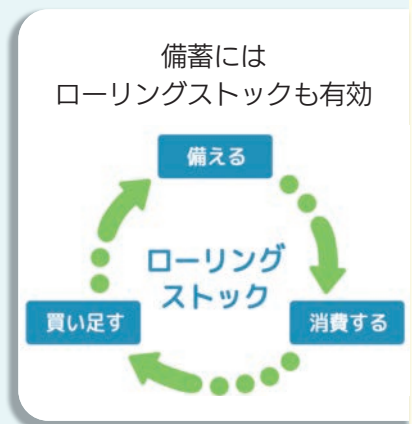 備蓄には
ローリングストックも有効
備える
ローリング
ストック
買い足す
消費する